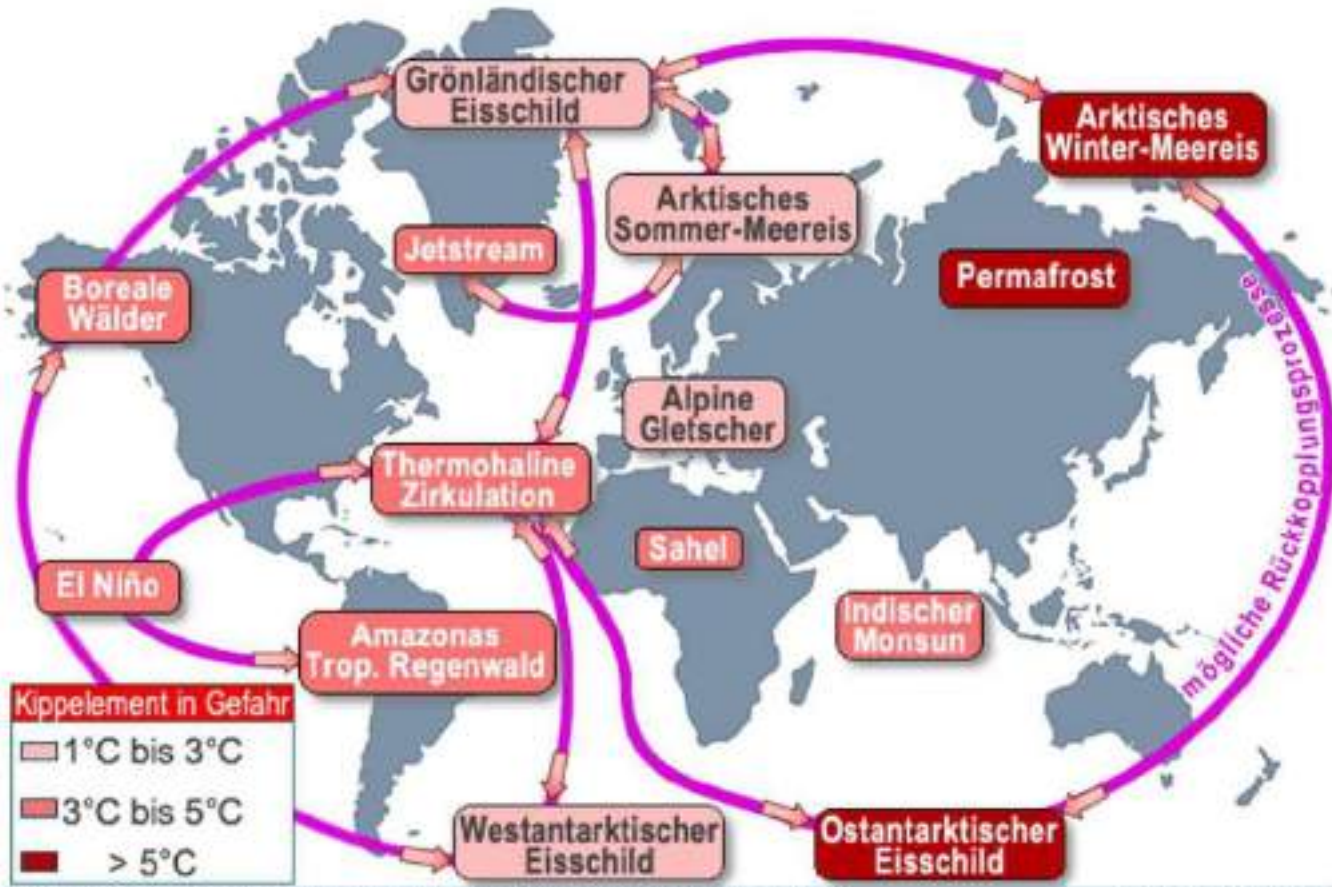 Grönländischer
Eisschild
Arktisches
Winter-Meereis
Arktisches
Sommer-Meereis
Jetstream
Permafrost
Boreale
Wälder
Alpine
Gletscher
Thermohaline
Zirkulation
Sahel
El Niño
Indischer
Monsun
Amazonas
Trop. Regenwald
mögliche Rückkopplungsprozesse
Kippelement in Gefahr
1°C bis 3°C
3°C bis 5°C
> 5°C
Westantarktischer
Eisschild
Ostantarktischer
Eisschild